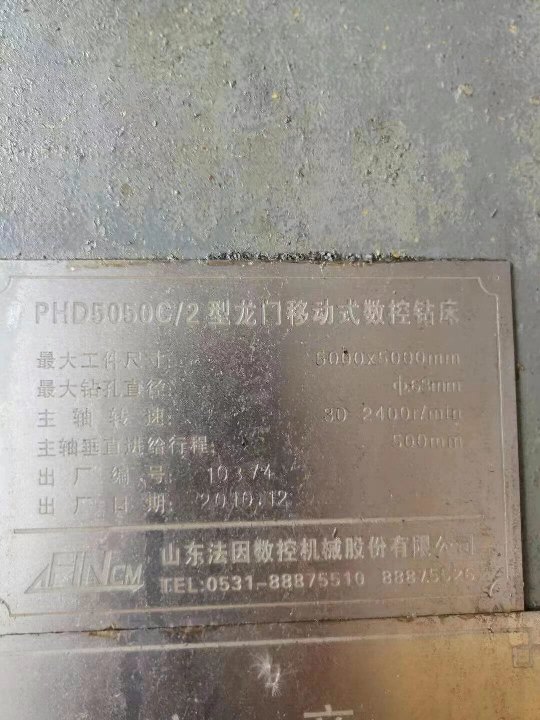 PHD5050C/2型龙门移动式数控钻床
最大工件尺寸: 5000x5000mm
最大钻孔直径: ф63mm
主轴转速: 30-2400r/min
主轴垂直进给行程: 500mm
出厂编号: 10374
出厂日期: 2010.12
FINCM 山东法因数控机械股份有限公司
TEL:0531-88875510